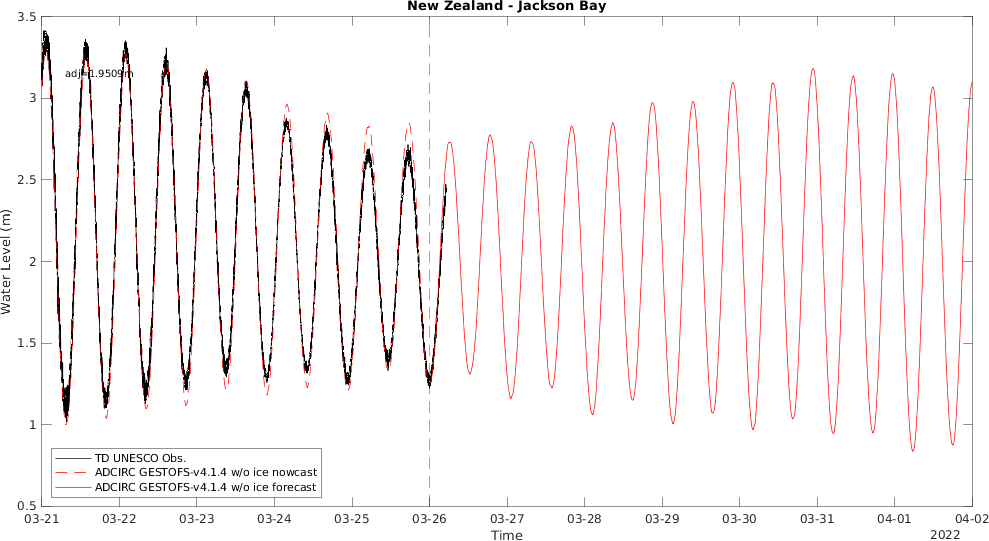 New Zealand - Jackson Bay
3.5
3
2.5
2
1.5
1
0.5
Water Level (m)
adj=1.9509m
TD UNESCO Obs.
ADCIRC GESTOFS-v4.1.4 w/o ice nowcast
ADCIRC GESTOFS-v4.1.4 w/o ice forecast
03-21 03-22 03-23 03-24 03-25 03-26 03-27 03-28 03-29 03-30 03-31 04-01 04-02
Time
2022